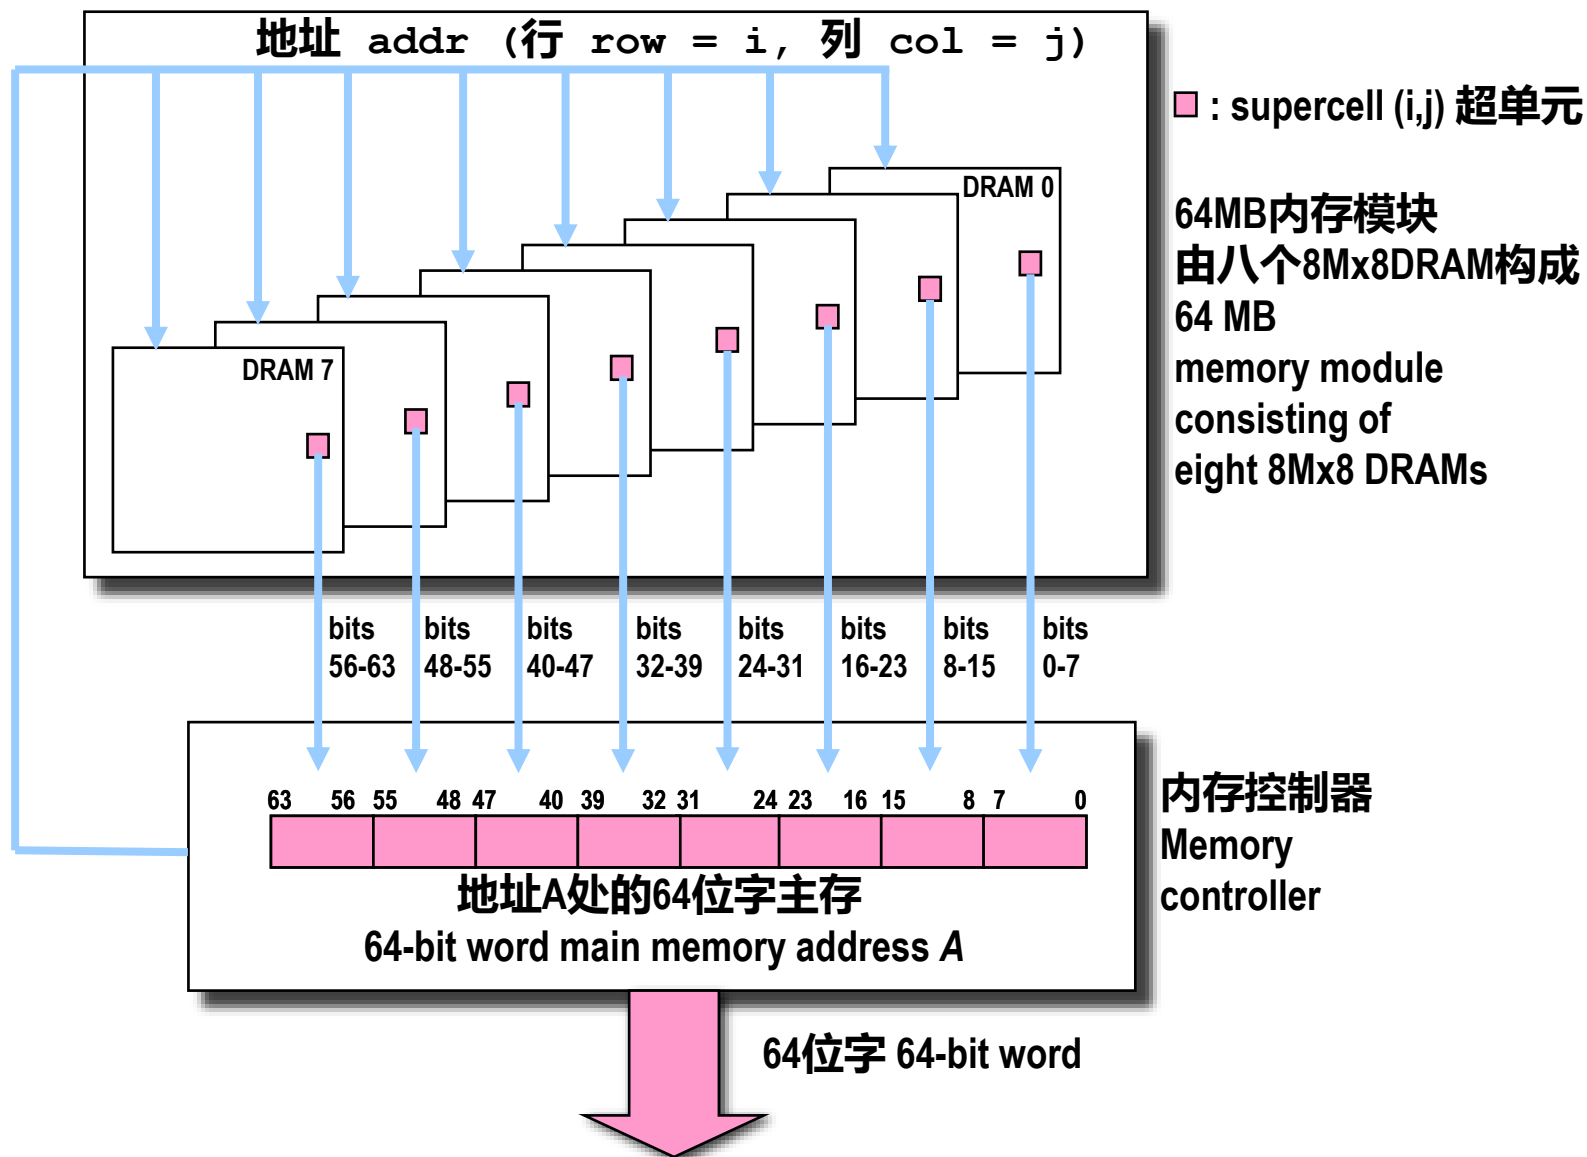 地址 addr (行 row = i, 列 col = j)
: supercell (i,j) 超单元
DRAM 0
64MB内存模块
由八个8Mx8DRAM构成
64 MB
memory module
consisting of
eight 8Mx8 DRAMs
DRAM 7
bits bits bits bits bits bits bits bits
56-63 48-55 40-47 32-39 24-31 16-23 8-15 0-7
63 56 55 48 47 40 39 32 31 24 23 16 15 8 7 0
地址A处的64位字主存
64-bit word main memory address A
内存控制器
Memory
controller
64位字 64-bit word